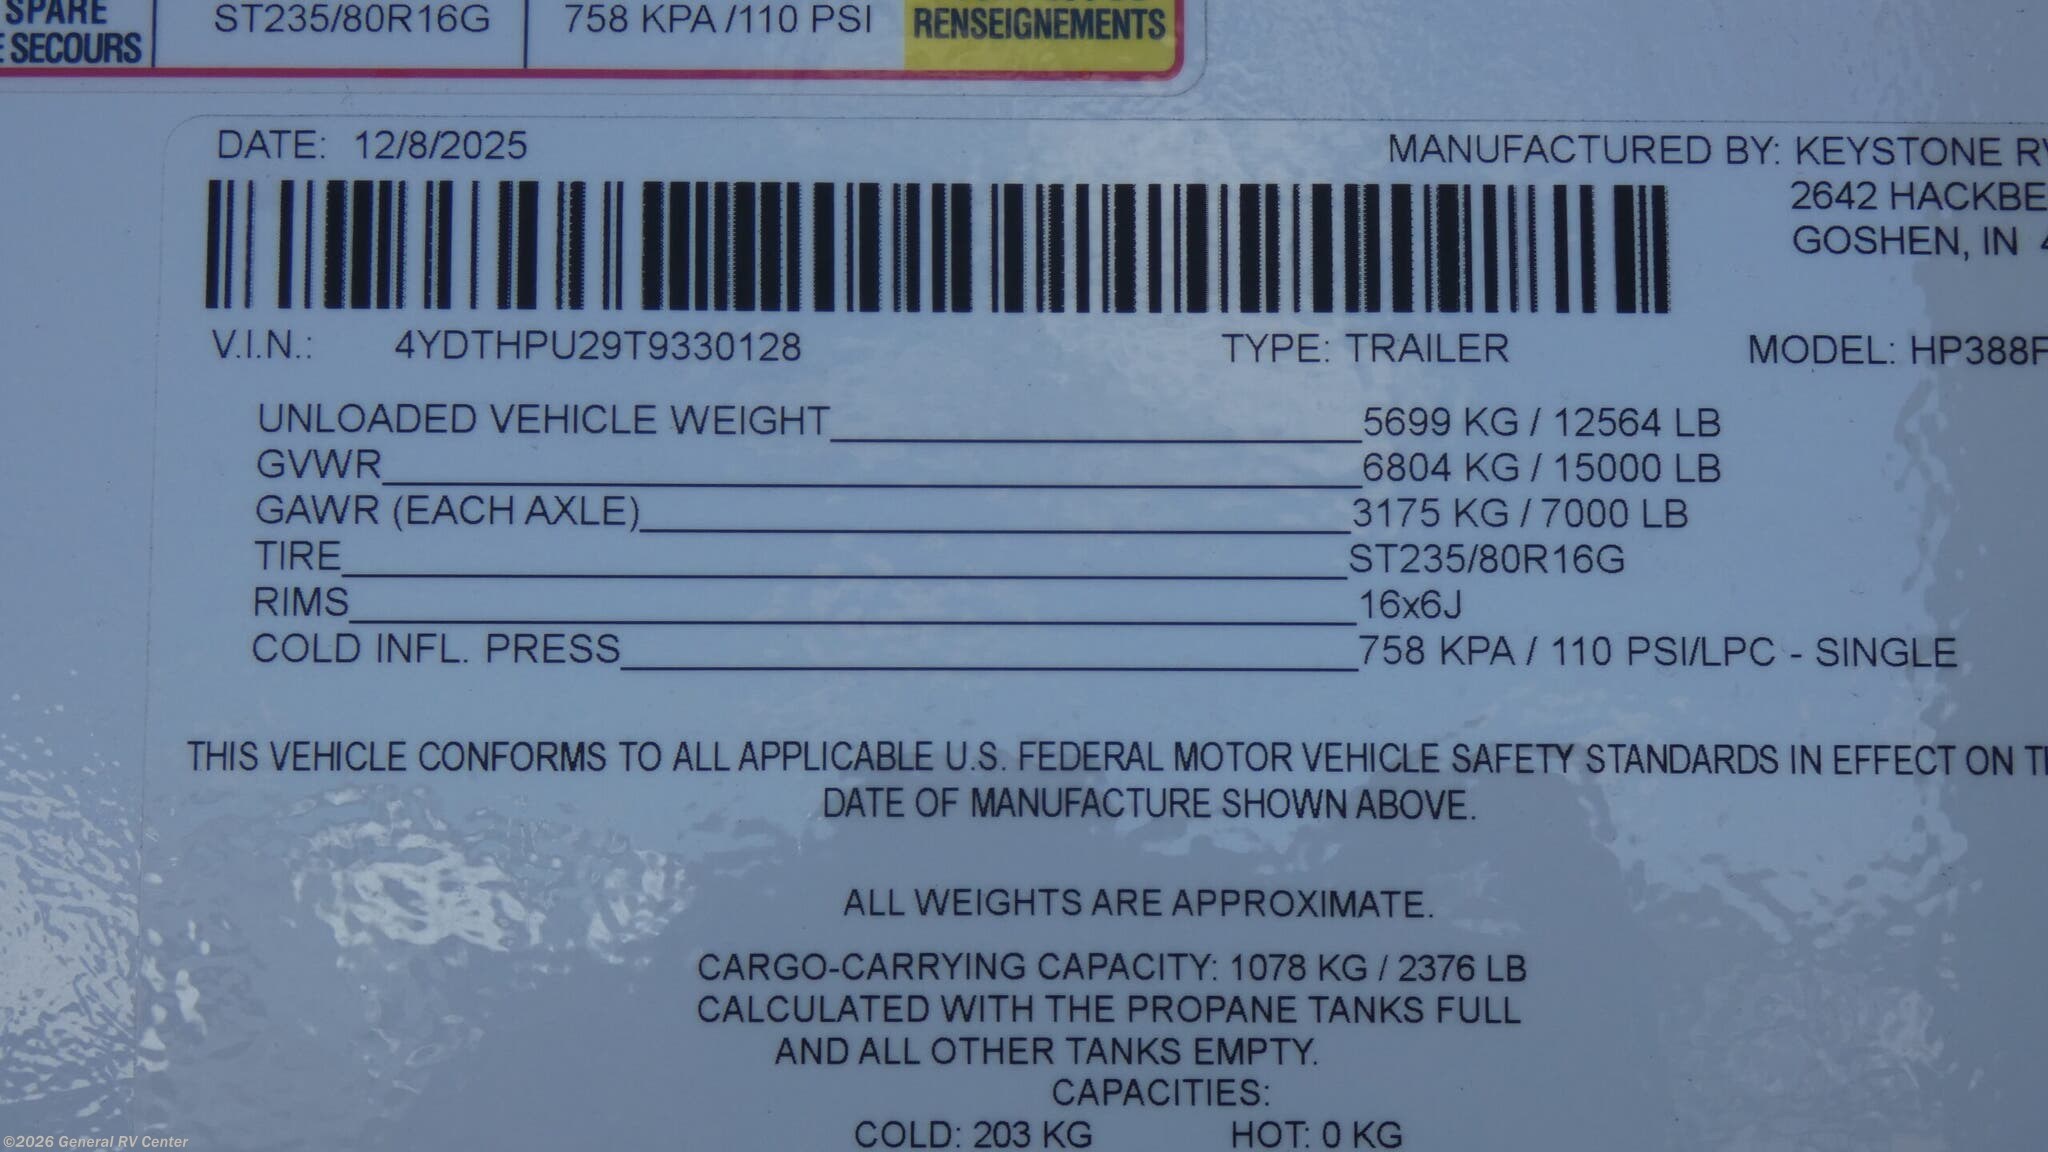 SPARE ST235/80R16G 758 KPA /110 PSI RENSEIGNEMENTS
SECOURS
DATE: 12/8/2025 MANUFACTURED BY: KEYSTONE RV
2642 HACKBE
GOSHEN, IN 4
V.I.N.: 4YDTHPU29T9330128 TYPE: TRAILER MODEL: HP388F
UNLOADED VEHICLE WEIGHT 5699 KG / 12564 LB
GVWR 6804 KG / 15000 LB
GAWR (EACH AXLE) 3175 KG / 7000 LB
TIRE ST235/80R16G
RIMS 16x6J
COLD INFL. PRESS 758 KPA / 110 PSI/LPC - SINGLE
THIS VEHICLE CONFORMS TO ALL APPLICABLE U.S. FEDERAL MOTOR VEHICLE SAFETY STANDARDS IN EFFECT ON
DATE OF MANUFACTURE SHOWN ABOVE.
ALL WEIGHTS ARE APPROXIMATE.
CARGO-CARRYING CAPACITY: 1078 KG / 2376 LB
CALCULATED WITH THE PROPANE TANKS FULL
AND ALL OTHER TANKS EMPTY.
CAPACITIES:
COLD: 203 KG HOT: 0 KG
©2026 General RV Center